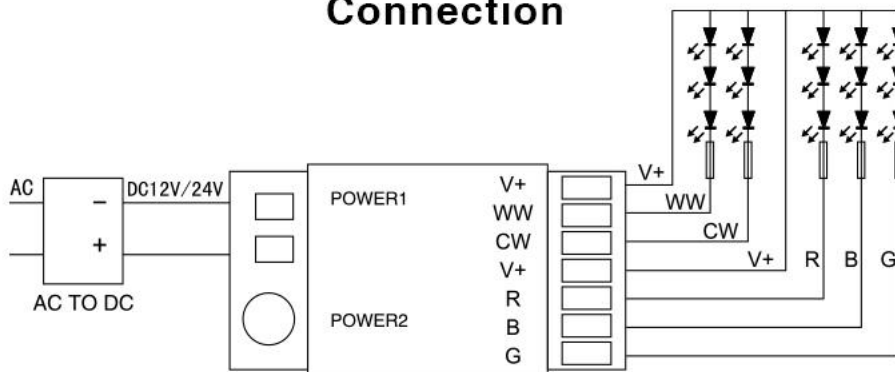 Connection
AC
− DC12V/24V
+
AC TO DC
POWER1
POWER2
V+
WW
CW
V+
R
B
G
V+
WW
CW
V+ R B G